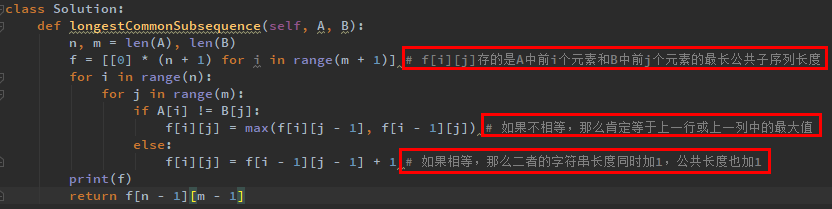 class Solution:
def longestCommonSubsequence(self, A, B):
n, m = len(A), len(B)
f = [[0] * (n + 1) for j in range(m + 1)] # f[i][j]存的是A中前i个元素和B中前j个元素的最长公共子序列长度
for i in range(n):
for j in range(m):
if A[i] != B[j]:
f[i][j] = max(f[i][j - 1], f[i - 1][j]) # 如果不相等，那么肯定等于上一行或上一列中的最大值
else:
f[i][j] = f[i - 1][j - 1] + 1 # 如果相等，那么二者的字符串长度同时加1，公共长度也加1
print(f)
return f[n - 1][m - 1]